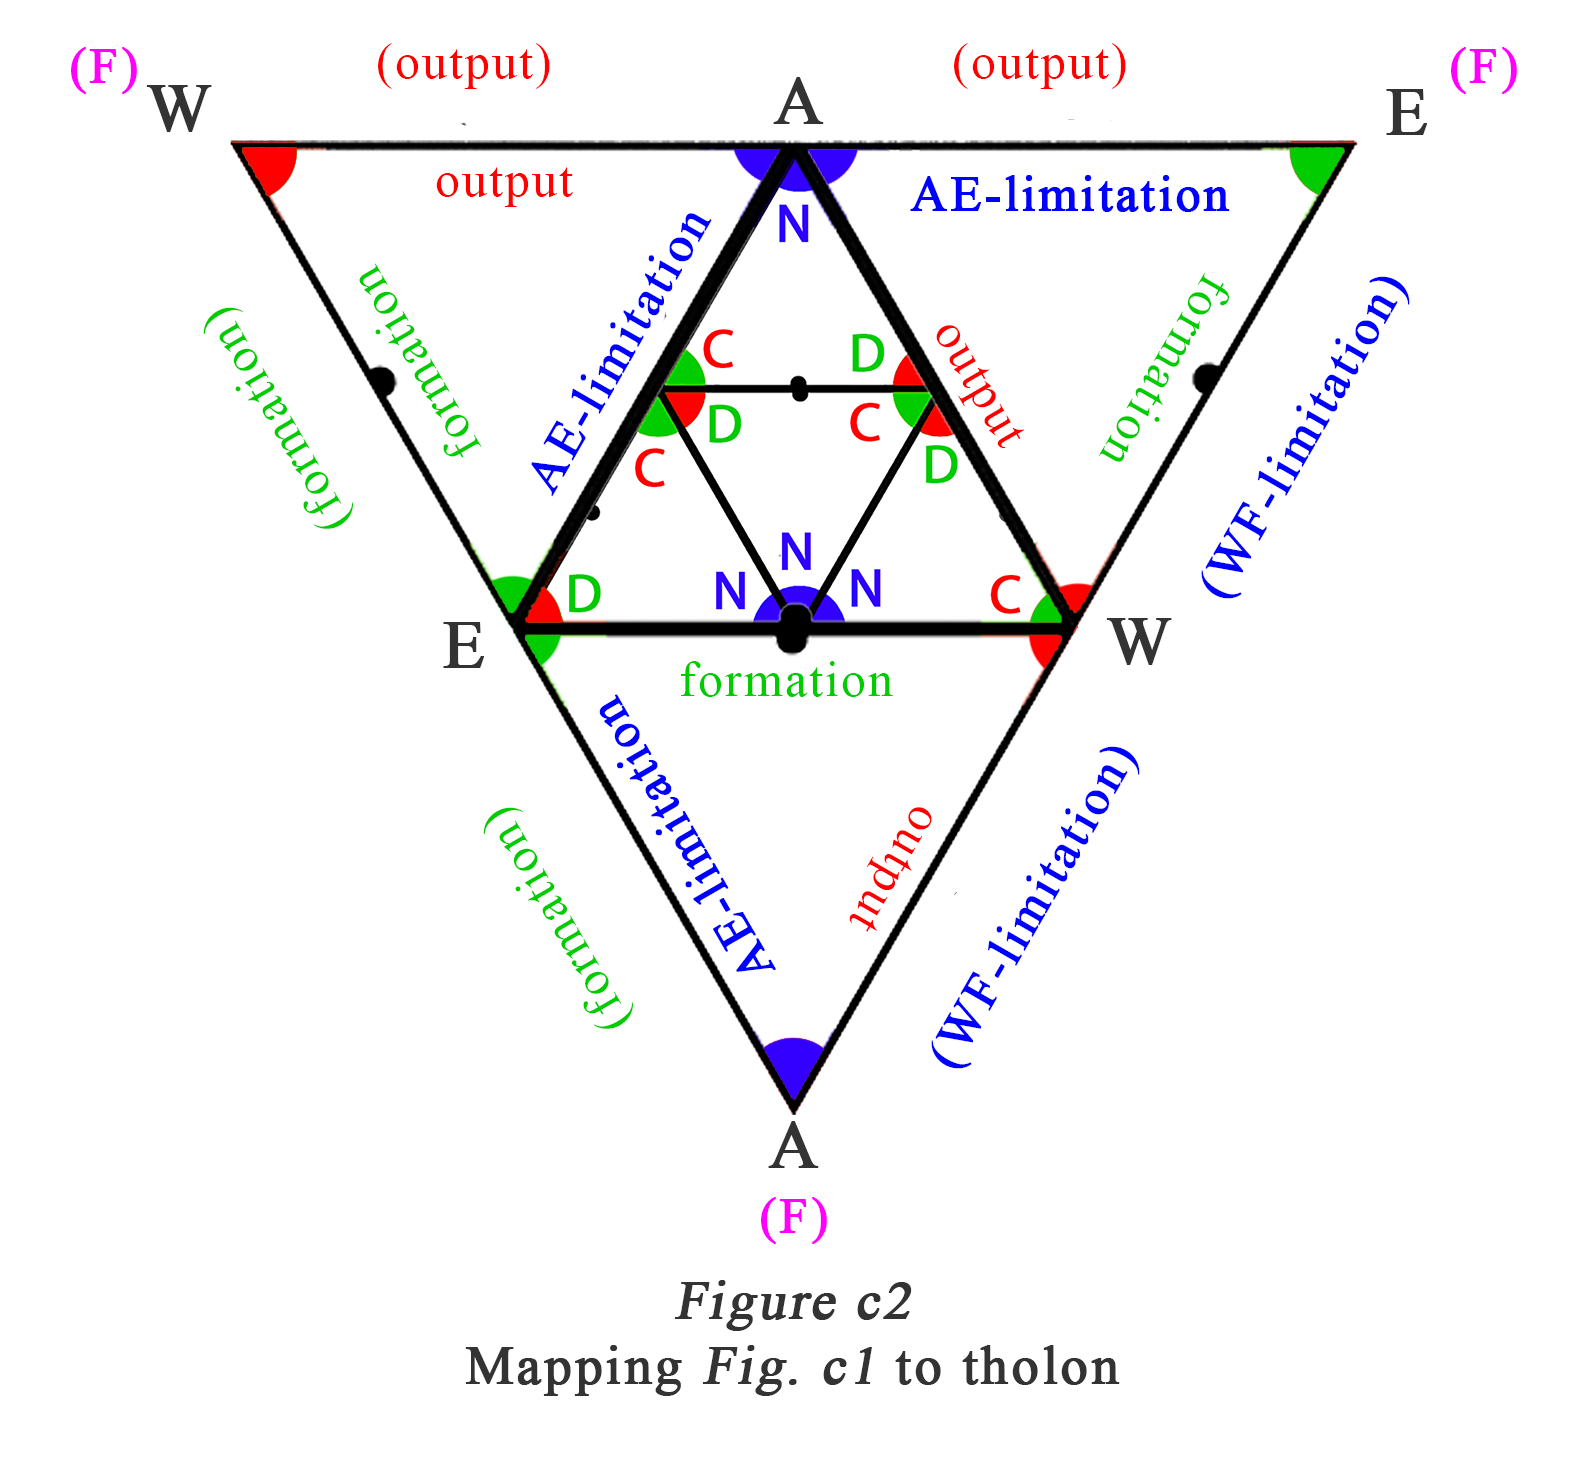 (F)
(output)
(output)
(F)
W
A
E
output
AE-limitation
N
AE-limitation
output
formation
(formation)
formation
(WF-limitation)
C
D
D
C
C
D
N
N
N
D
C
E
W
formation
AE-limitation
output
(formation)
(WF-limitation)
A
(F)
Figure c2
Mapping Fig. c1 to tholon